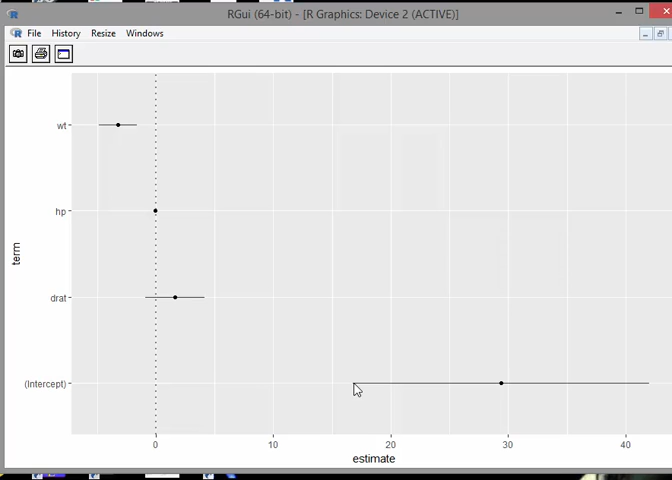 RGui (64-bit) - [R Graphics: Device 2 (ACTIVE)]
File History Resize Windows
wt
hp
term
drat
(Intercept)
0 10 20 30 40
estimate